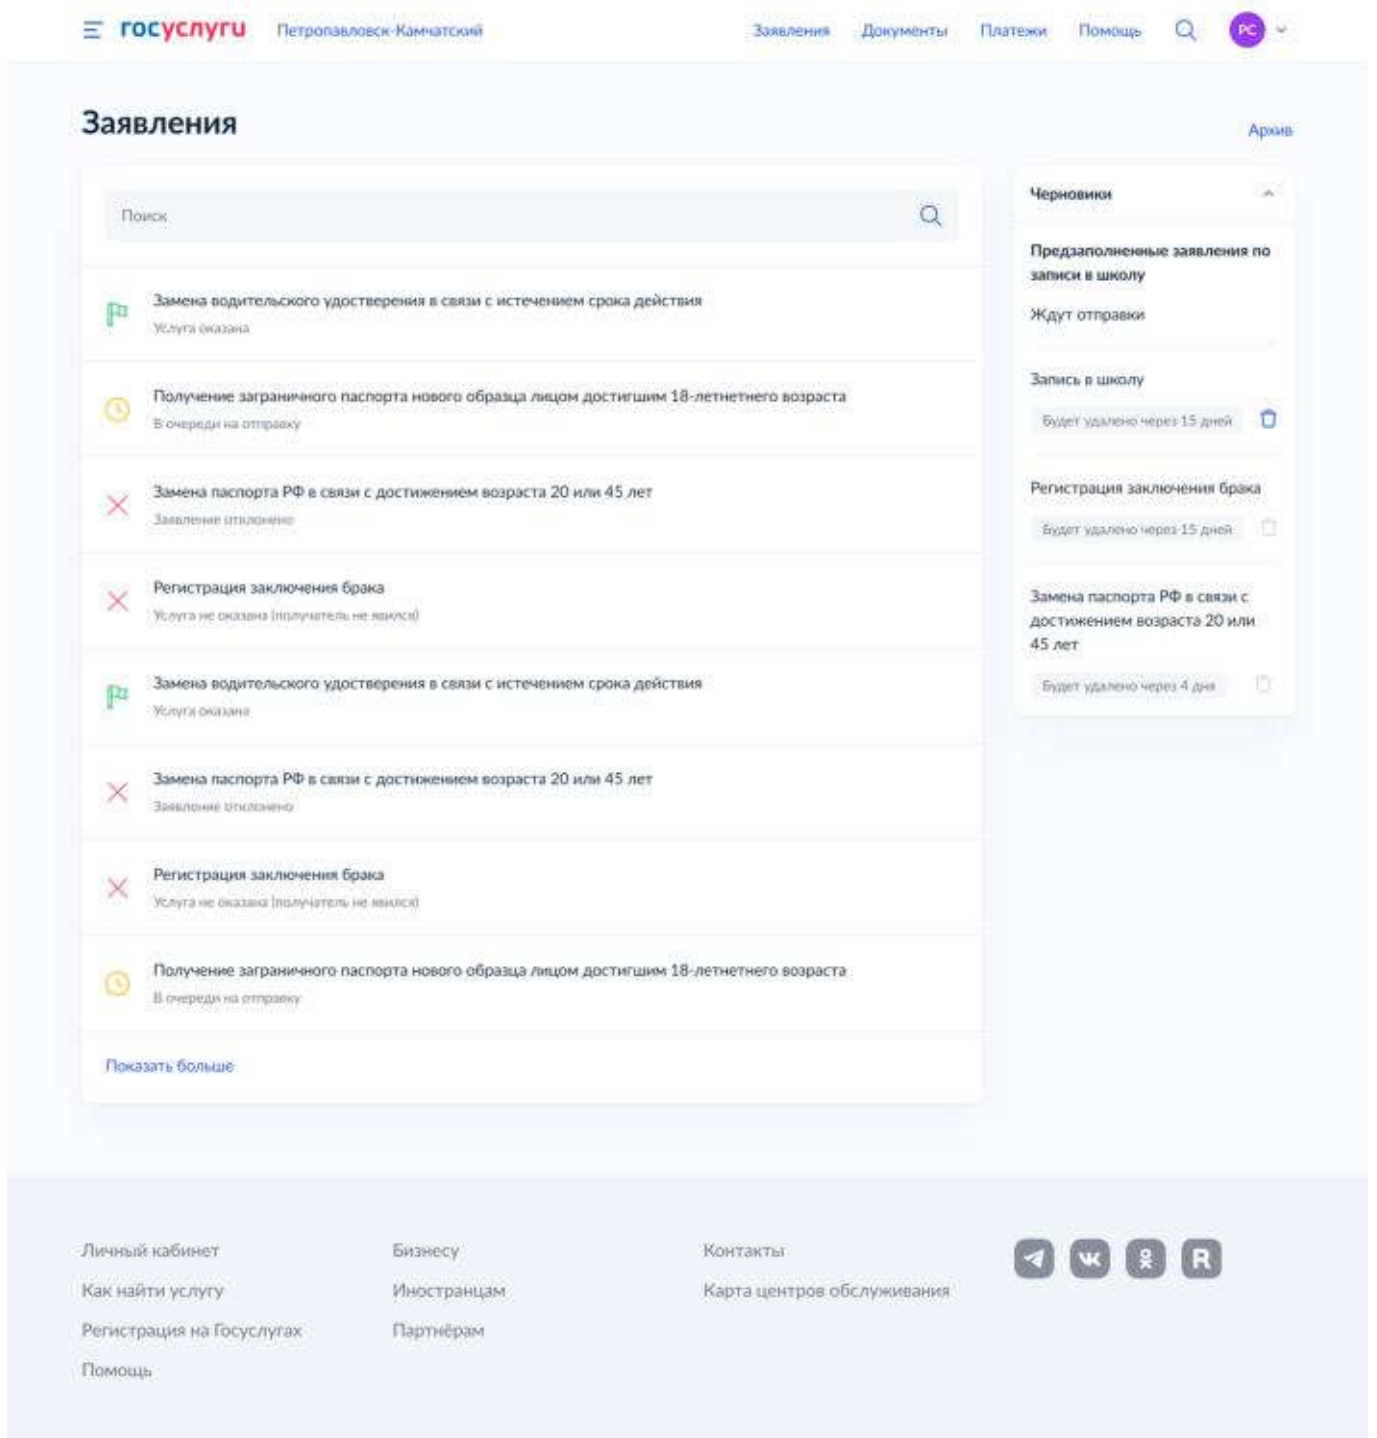 госуслуги Петропавловск-Камчатский Заявления Документы Платежи Помощь РС
Заявления
Архив
Поиск
Замена водительского удостверения в связи с истечением срока действия
Услуга оказана
Получение заграничного паспорта нового образца лицом достигшим 18-летнетнего возраста
В очереди на отправку
Замена паспорта РФ в связи с достижением возраста 20 или 45 лет
Заявление отклонено
Регистрация заключения брака
Услуга не оказана (получатель не явился)
Замена водительского удостверения в связи с истечением срока действия
Услуга оказана
Замена паспорта РФ в связи с достижением возраста 20 или 45 лет
Заявление отклонено
Регистрация заключения брака
Услуга не оказана (получатель не явился)
Получение заграничного паспорта нового образца лицом достигшим 18-летнетнего возраста
В очереди на отправку
Показать больше
Черновики
Предзаполненные заявления по
записи в школу
Ждут отправки
Запись в школу
Будет удалено через 15 дней
Регистрация заключения брака
Будет удалено через 15 дней
Замена паспорта РФ в связи с
достижением возраста 20 или
45 лет
Будет удалено через 4 дня
Личный кабинет
Как найти услугу
Регистрация на Госуслугах
Помощь
Бизнесу
Иностранцам
Партнёрам
Контакты
Карта центров обслуживания